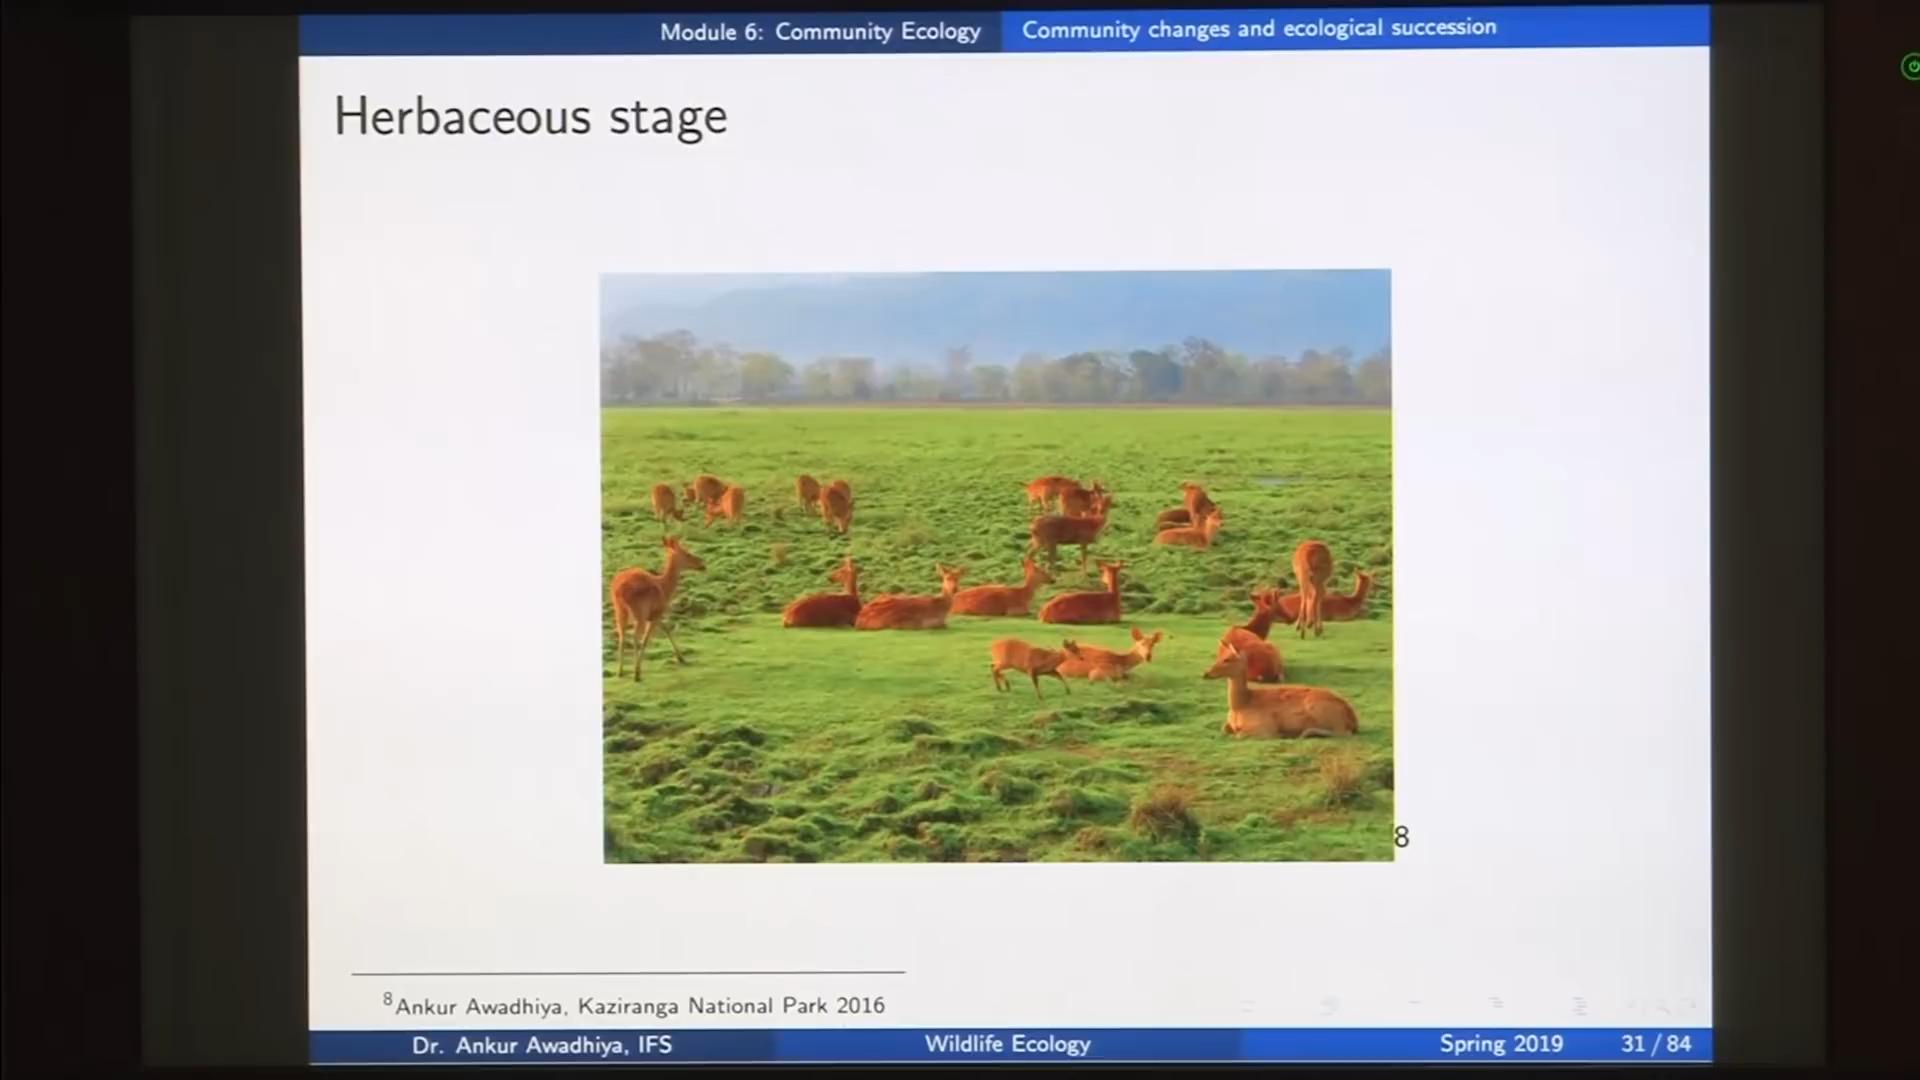 Module 6: Community Ecology
Community changes and ecological succession
Herbaceous stage
8
8Ankur Awadhiya, Kaziranga National Park 2016
Dr. Ankur Awadhiya, IFS
Wildlife Ecology
Spring 2019
31 / 84